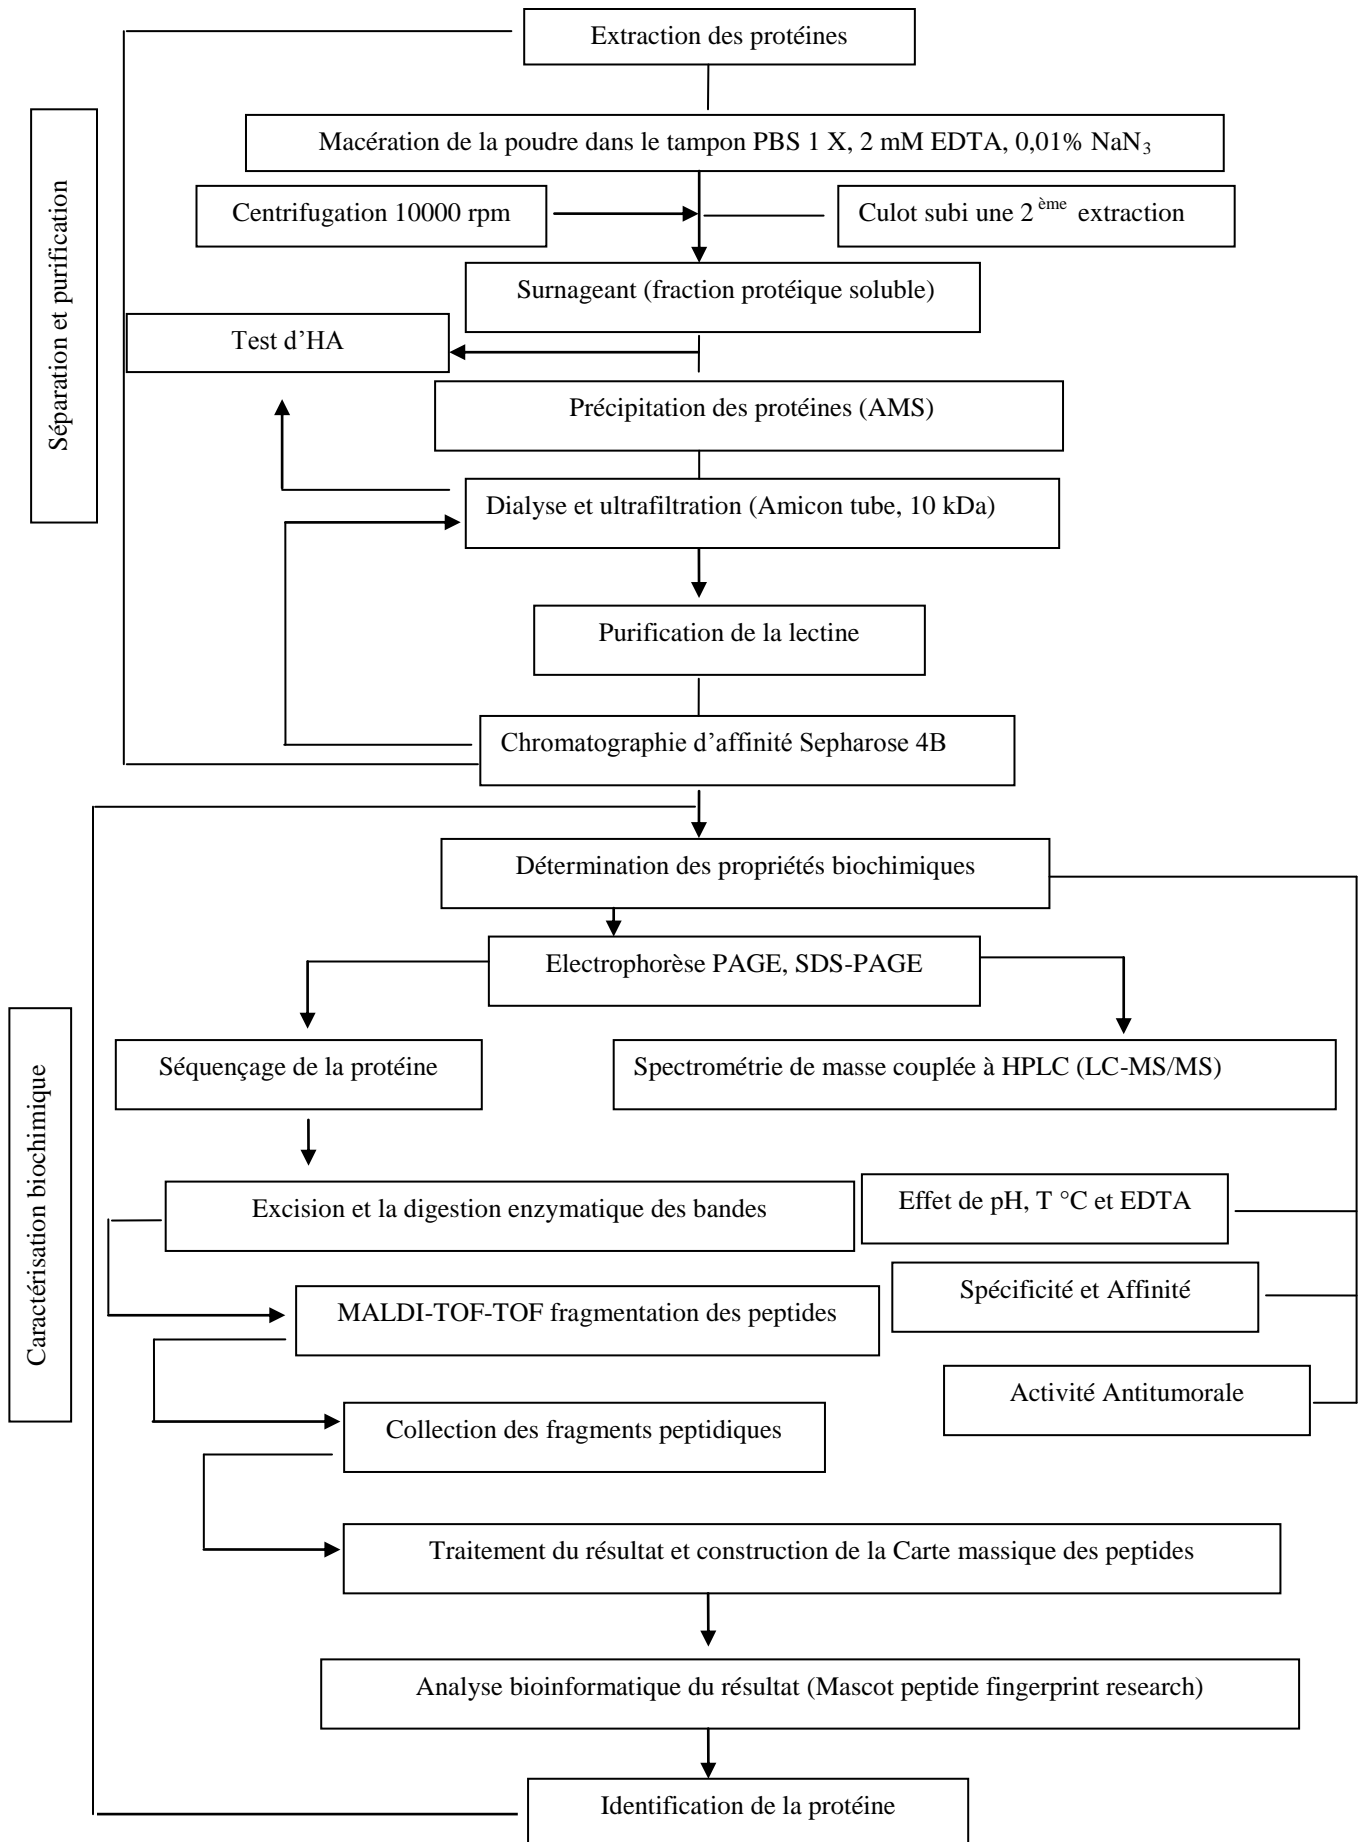 Extraction des protéines
Macération de la poudre dans le tampon PBS 1 X, 2 mM EDTA, 0,01% NaN₃
Centrifugation 10000 rpm
Culot subi une 2 ème extraction
Surnageant (fraction protéique soluble)
Test d’HA
Précipitation des protéines (AMS)
Dialyse et ultrafiltration (Amicon tube, 10 kDa)
Purification de la lectine
Chromatographie d’affinité Sepharose 4B
Séparation et purification
Détermination des propriétés biochimiques
Electrophorèse PAGE, SDS-PAGE
Séquençage de la protéine
Spectrométrie de masse couplée à HPLC (LC-MS/MS)
Excision et la digestion enzymatique des bandes
Effet de pH, T °C et EDTA
Spécificité et Affinité
MALDI-TOF-TOF fragmentation des peptides
Activité Antitumorale
Collection des fragments peptidiques
Traitement du résultat et construction de la Carte massique des peptides
Analyse bioinformatique du résultat (Mascot peptide fingerprint research)
Identification de la protéine
Caractérisation biochimique